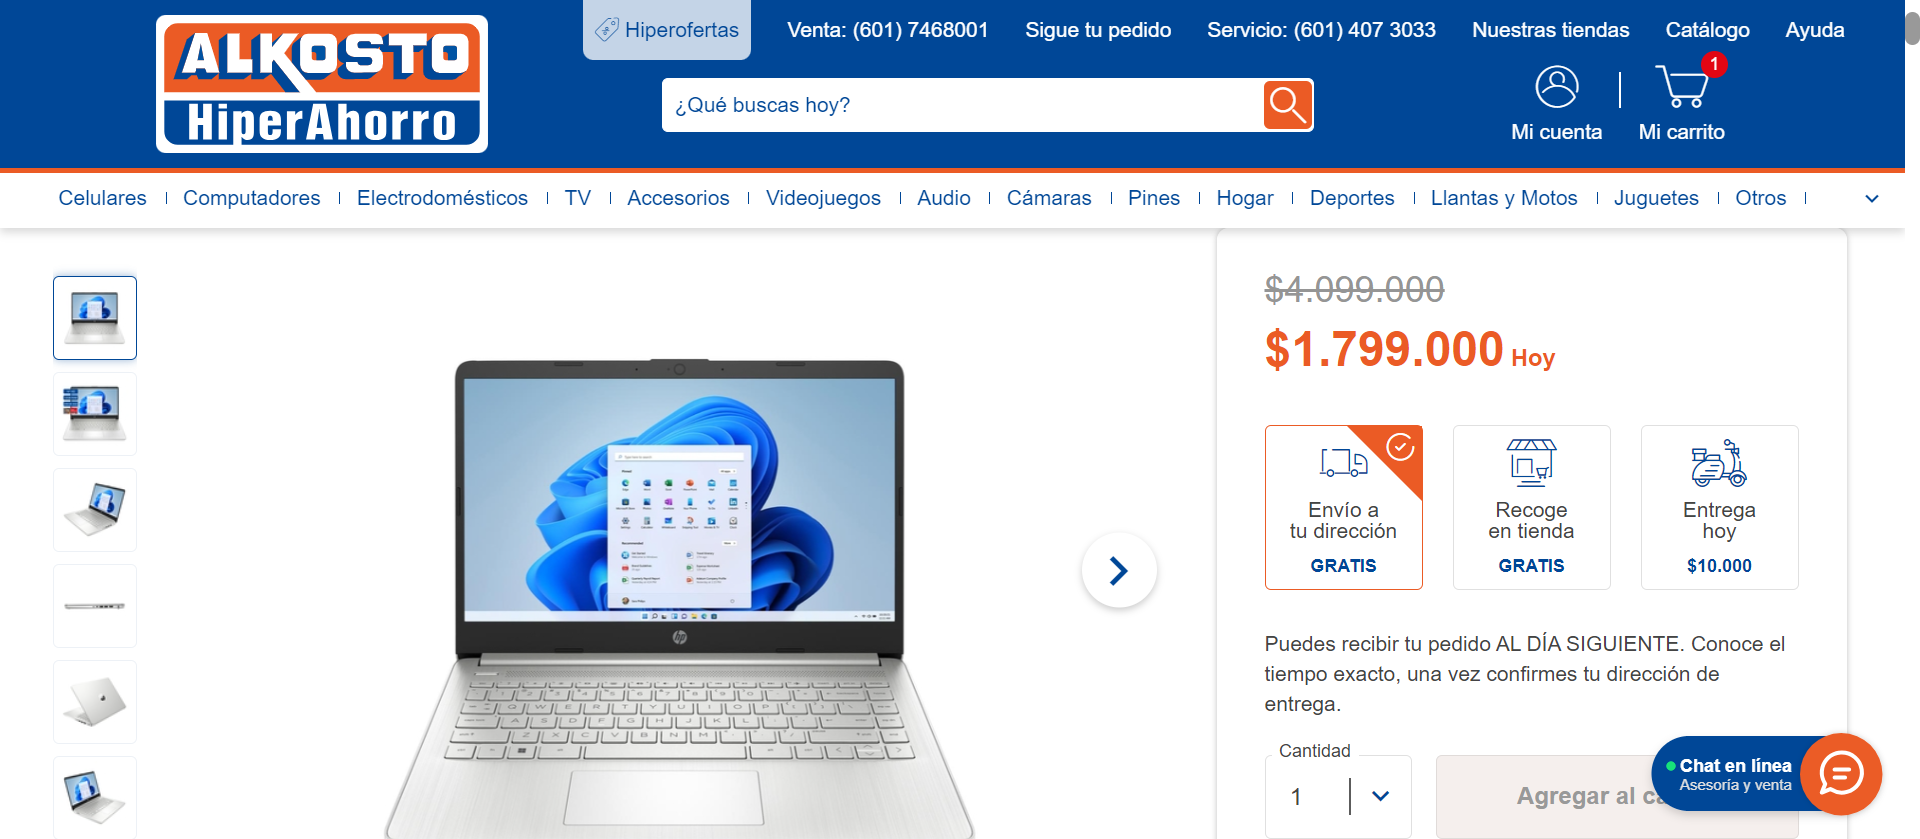 ALKOSTO
HiperAhorro
Hiperofertas
Venta: (601) 7468001
Sigue tu pedido
Servicio: (601) 407 3033
Nuestras tiendas
Catálogo
Ayuda
¿Qué buscas hoy?
1
Mi cuenta
Mi carrito
Celulares
Computadores
Electrodomésticos
TV
Accesorios
Videojuegos
Audio
Cámaras
Pines
Hogar
Deportes
Llantas y Motos
Juguetes
Otros
$4.099.000
$1.799.000 Hoy
Envío a
tu dirección
GRATIS
Recoge
en tienda
GRATIS
Entrega
hoy
$10.000
Puedes recibir tu pedido AL DÍA SIGUIENTE. Conoce el
tiempo exacto, una vez confirmes tu dirección de
entrega.
Cantidad
1
Agregar al ca
Chat en línea
Asesoría y venta
hp